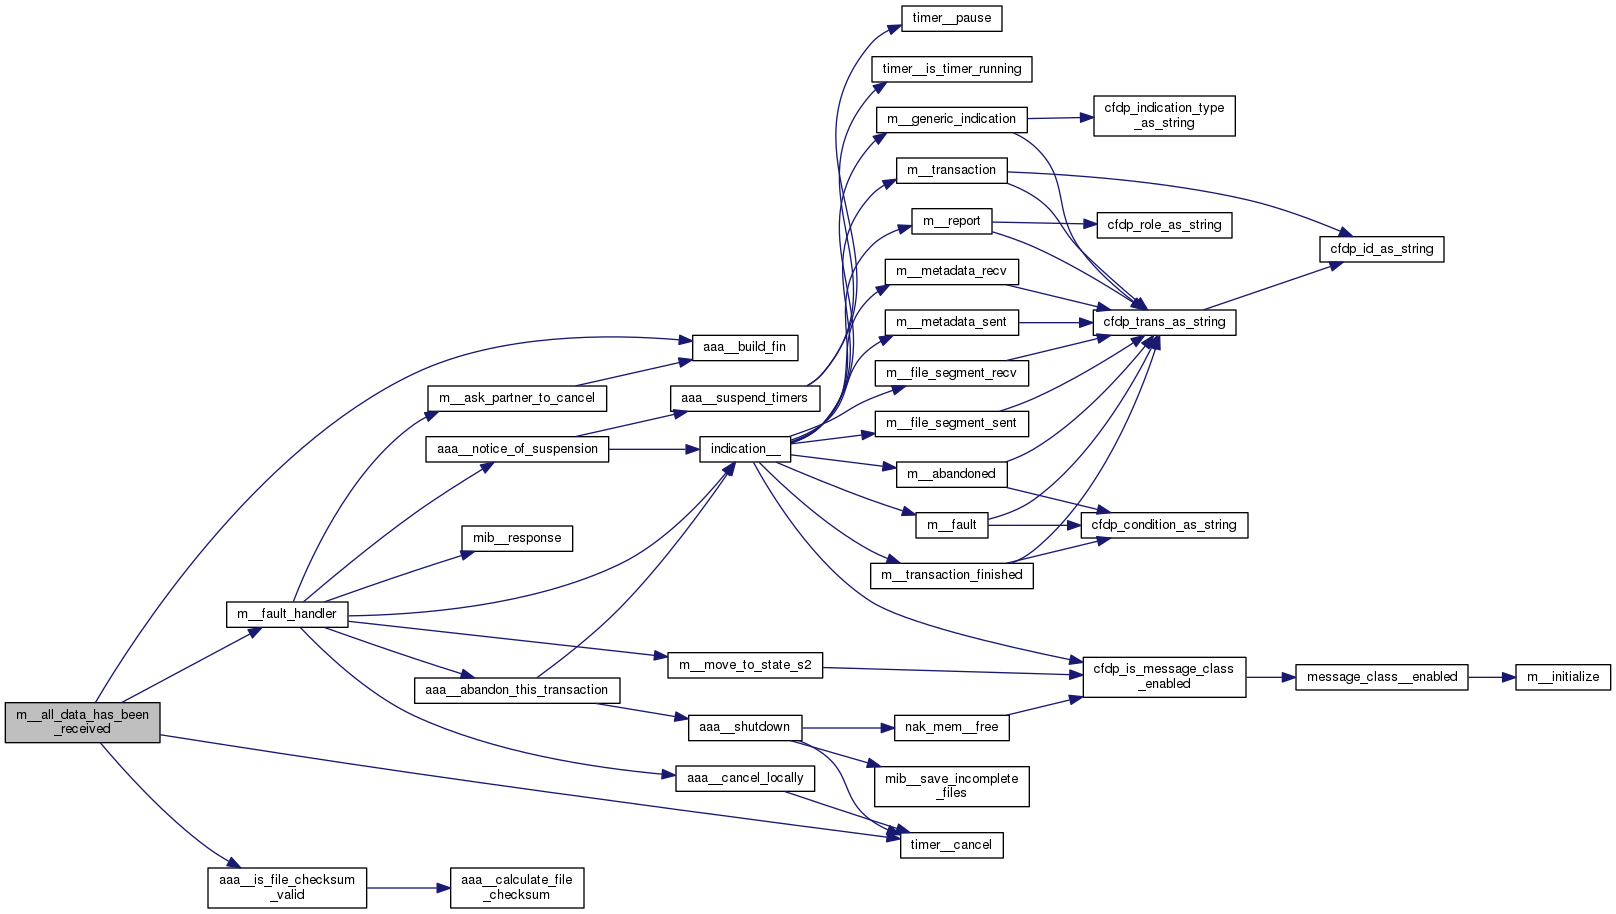 timer__pause
timer__is_timer_running
m__generic_indication
cfdp_indication_type
_as_string
m__transaction
m__report
cfdp_role_as_string
cfdp_id_as_string
m__metadata_recv
m__metadata_sent
cfdp_trans_as_string
aaa__build_fin
m__file_segment_recv
m__ask_partner_to_cancel
aaa__suspend_timers
m__file_segment_sent
aaa__notice_of_suspension
indication__
m__abandoned
m__fault
cfdp_condition_as_string
mib__response
m__transaction_finished
m__fault_handler
m__move_to_state_s2
cfdp_is_message_class
_enabled
message_class__enabled
m__initialize
aaa__abandon_this_transaction
m__all_data_has_been
_received
aaa__shutdown
nak_mem__free
aaa__cancel_locally
mib__save_incomplete
_files
timer__cancel
aaa__is_file_checksum
_valid
aaa__calculate_file
_checksum